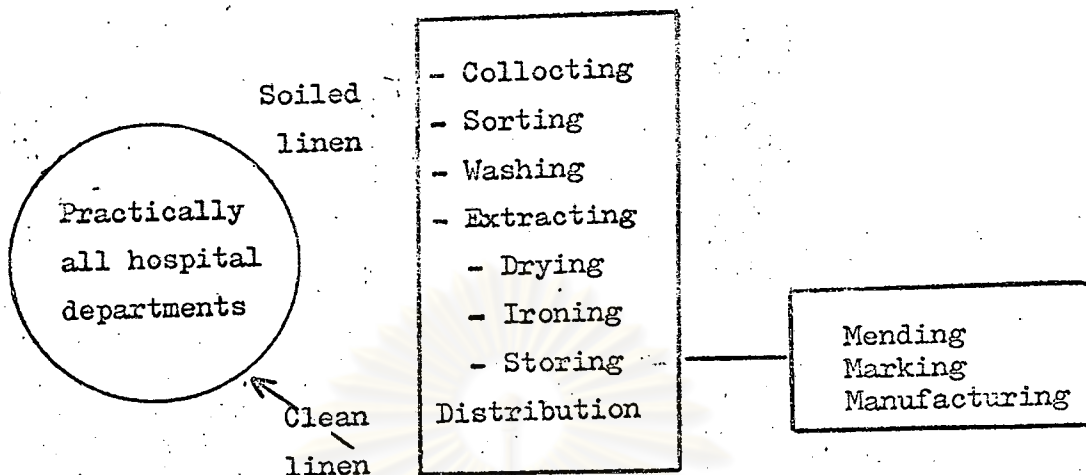 Practically
all hospital
departments
Soiled
linen
Clean
linen
- Collocting
- Sorting
- Washing
- Extracting
- Drying
- Ironing
- Storing
Distribution
Mending
Marking
Manufacturing